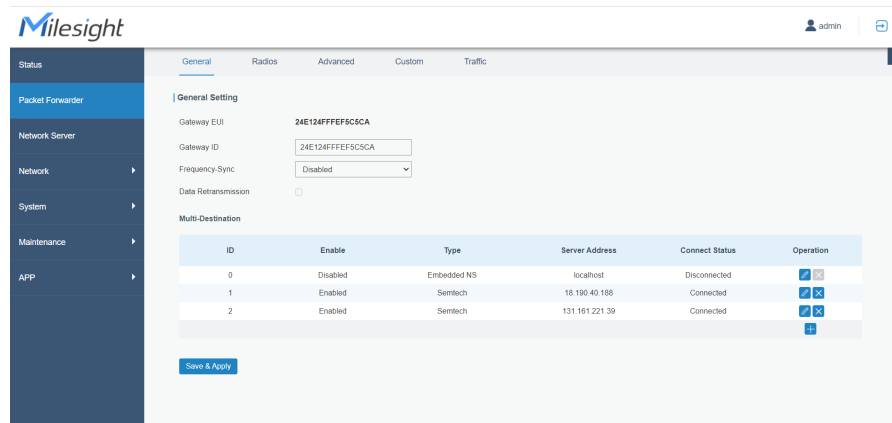 Milesight
admin
Status
Packet Forwarder
Network Server
Network
System
Maintenance
APP
General Radios Advanced Custom Traffic
General Setting
Gateway EUI 24E124FFFEF5C5CA
Gateway ID 24E124FFFEF5C5CA
Frequency-Sync Disabled
Data Retransmission
Multi-Destination
ID Enable Type Server Address Connect Status Operation
0 Disabled Embedded NS localhost Disconnected
1 Enabled Semtech 18.190.40.188 Connected
2 Enabled Semtech 131.161.221.39 Connected
Save & Apply